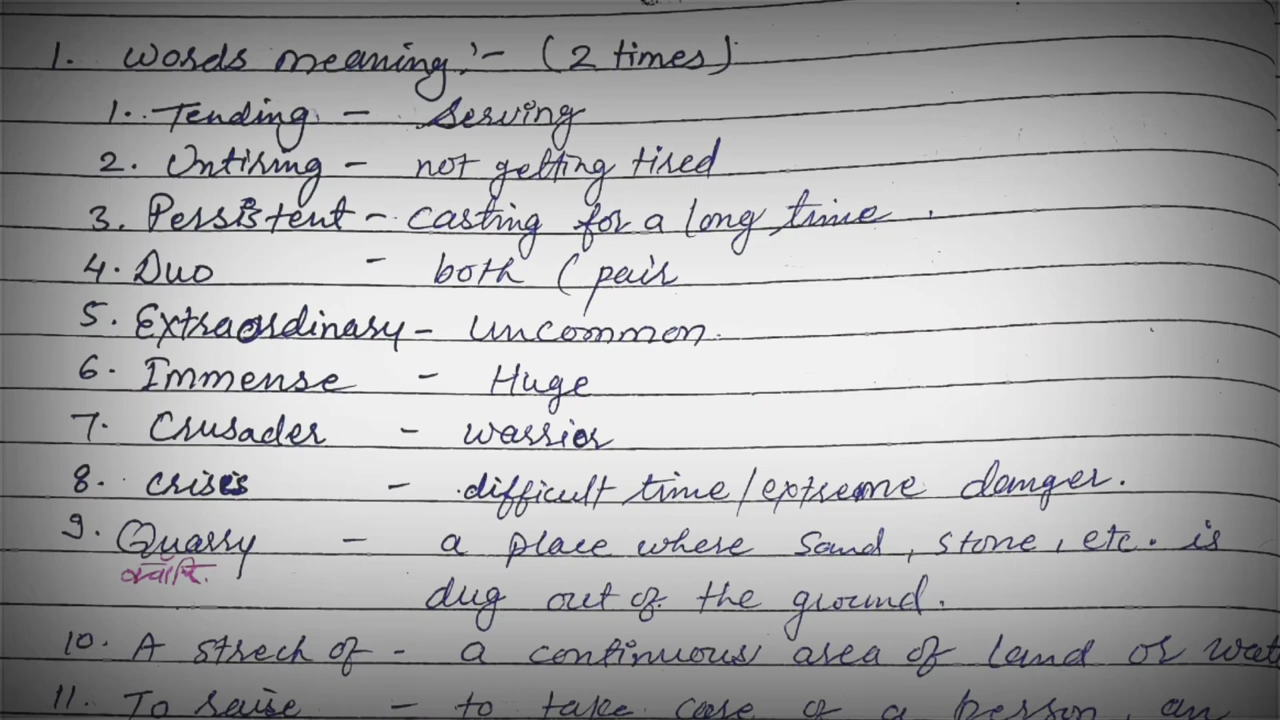 1. Words meaning :- (2 times)
1. Tending - Serving
2. Untiring - not getting tired
3. Persistent - casting for a long time.
4. Duo - both (pair
5. Extraordinary - uncommon.
6. Immense - Huge
7. Crusader - warrior
8. crisis - difficult time/extreme danger.
9. Quarry - a place where sand, stone, etc. is
dug out of the ground.
10. A strech of - a continuous area of land or wat
11. To raise - to take care of a person, an